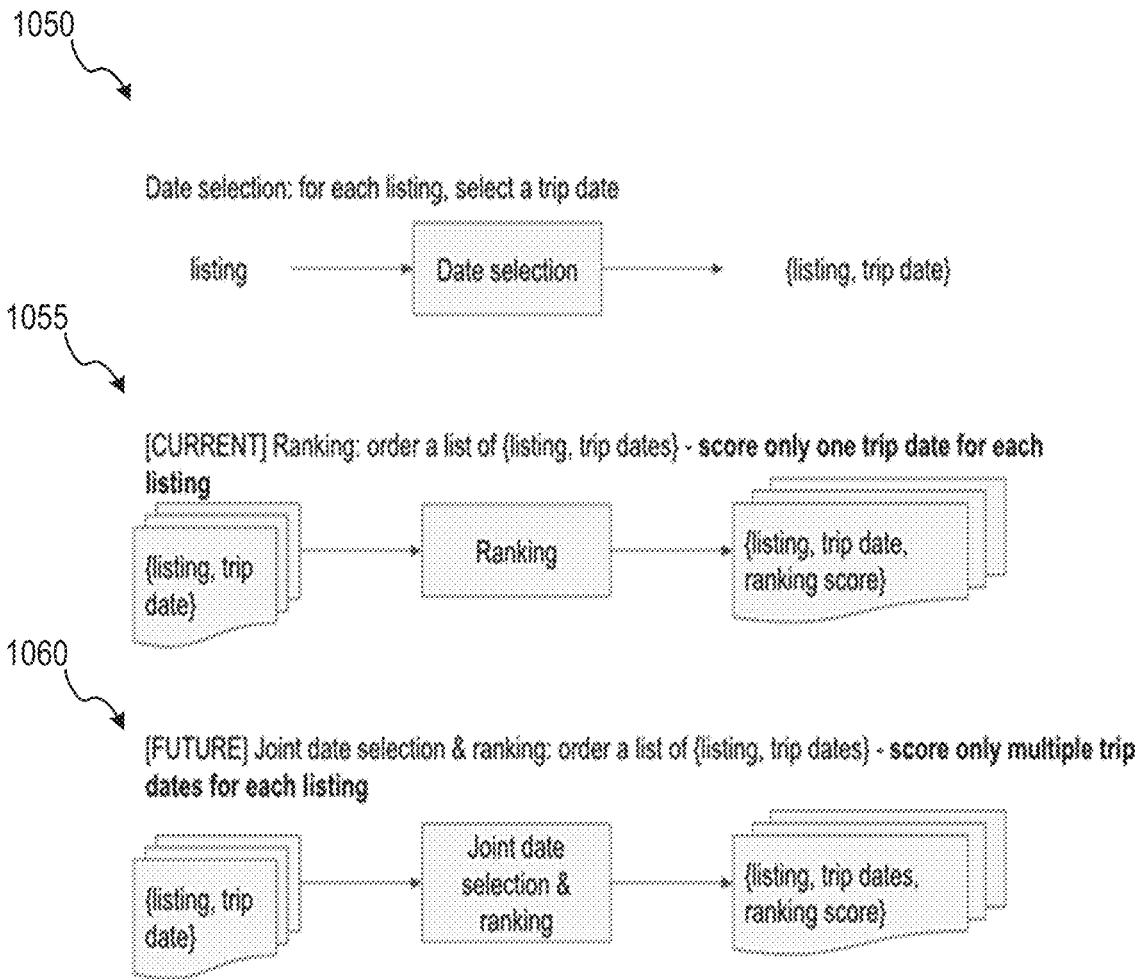 1050
Date selection: for each listing, select a trip date
listing
Date selection
{listing, trip date}
1055
[CURRENT] Ranking: order a list of {listing, trip dates} - score only one trip date for each
listing
{listing, trip
date}
Ranking
{listing, trip date,
ranking score}
1060
[FUTURE] Joint date selection & ranking: order a list of {listing, trip dates} - score only multiple trip
dates for each listing
{listing, trip
date}
Joint date
selection &
ranking
{listing, trip dates,
ranking score}